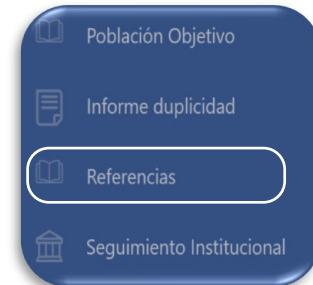 Población Objetivo
Informe duplicidad
Referencias
Seguimiento Institucional